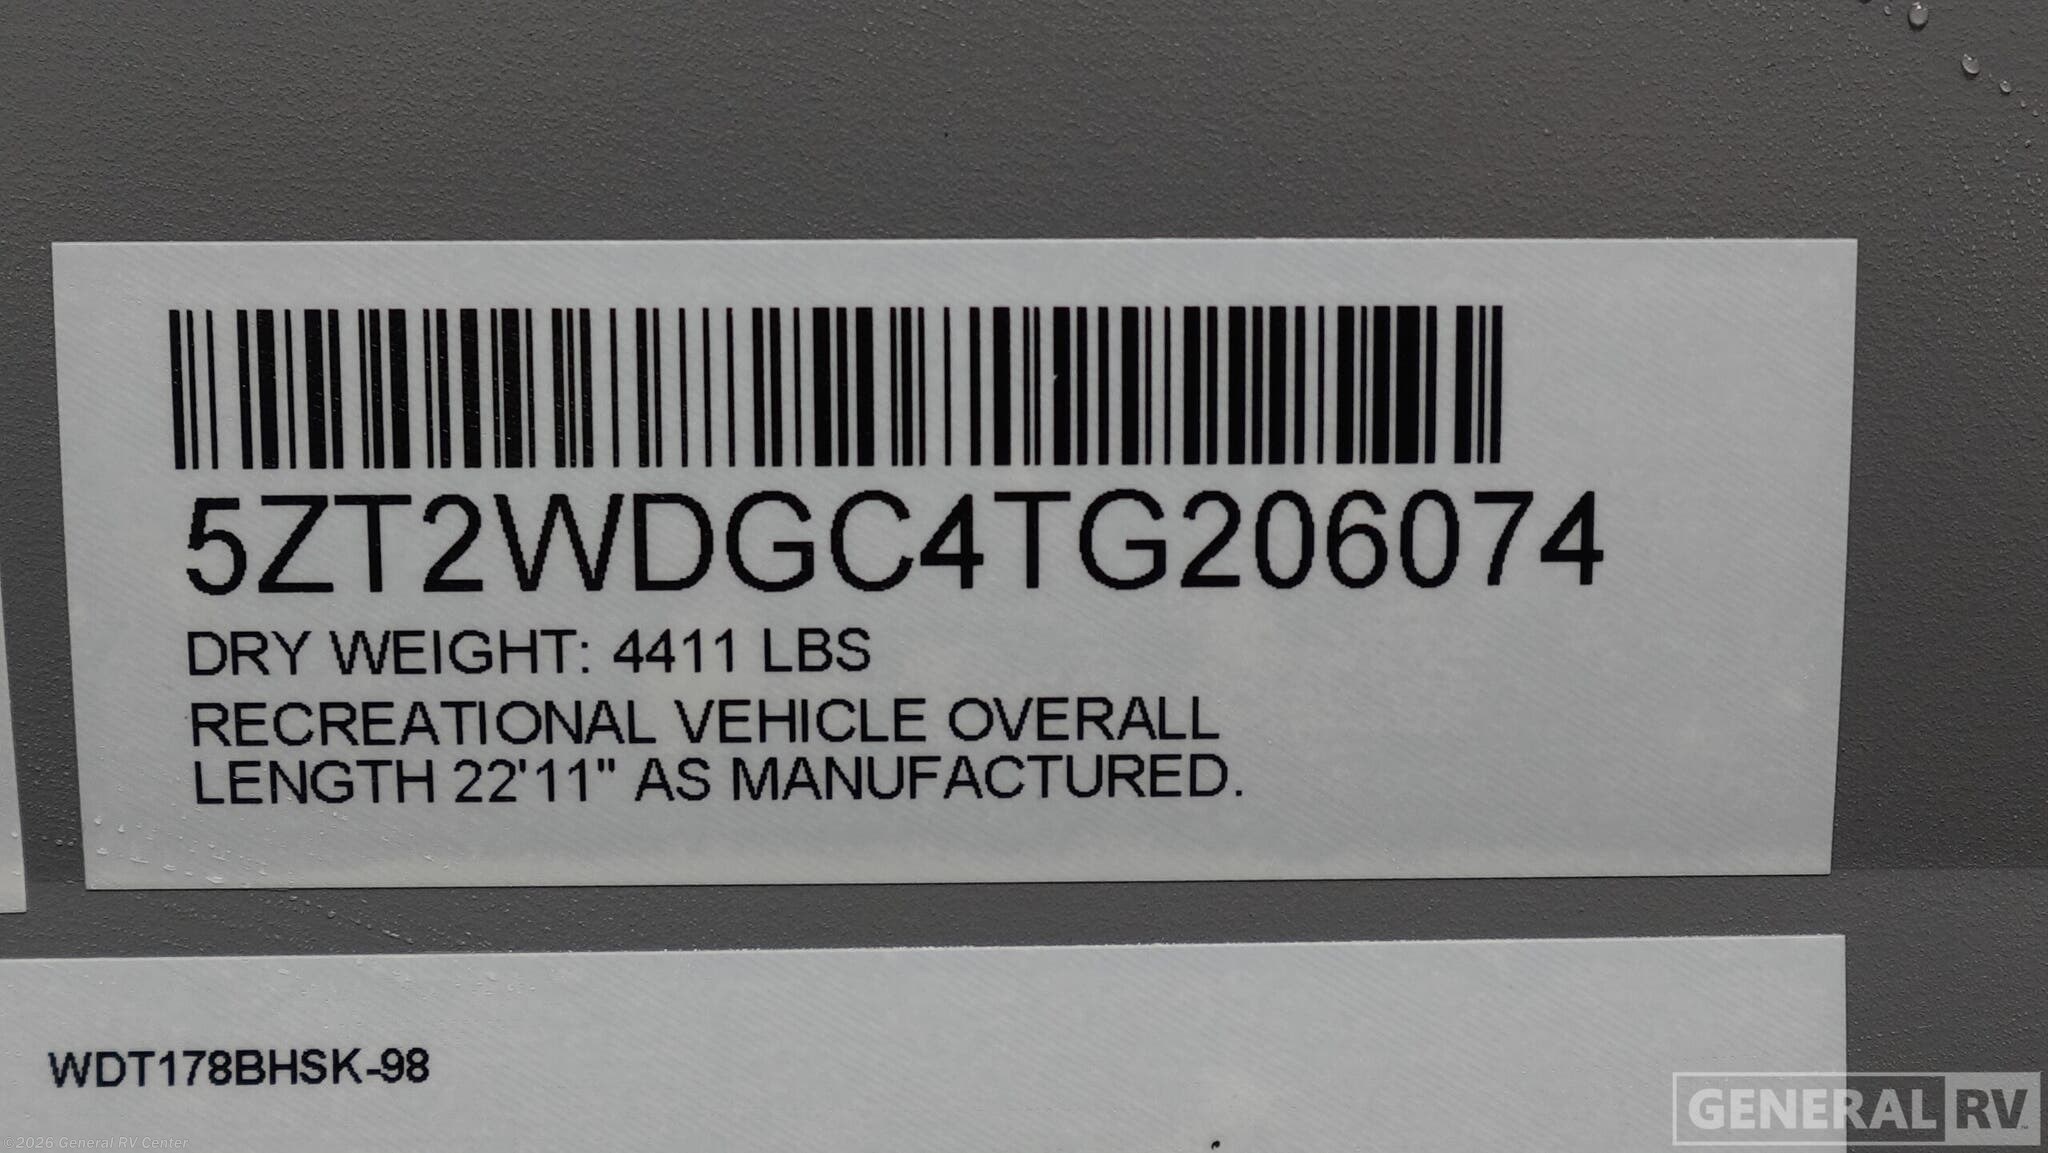 5ZT2WDGC4TG206074
DRY WEIGHT: 4411 LBS
RECREATIONAL VEHICLE OVERALL
LENGTH 22'11" AS MANUFACTURED.
WDT178BHSK-98
GENERAL RV
©2026 General RV Center